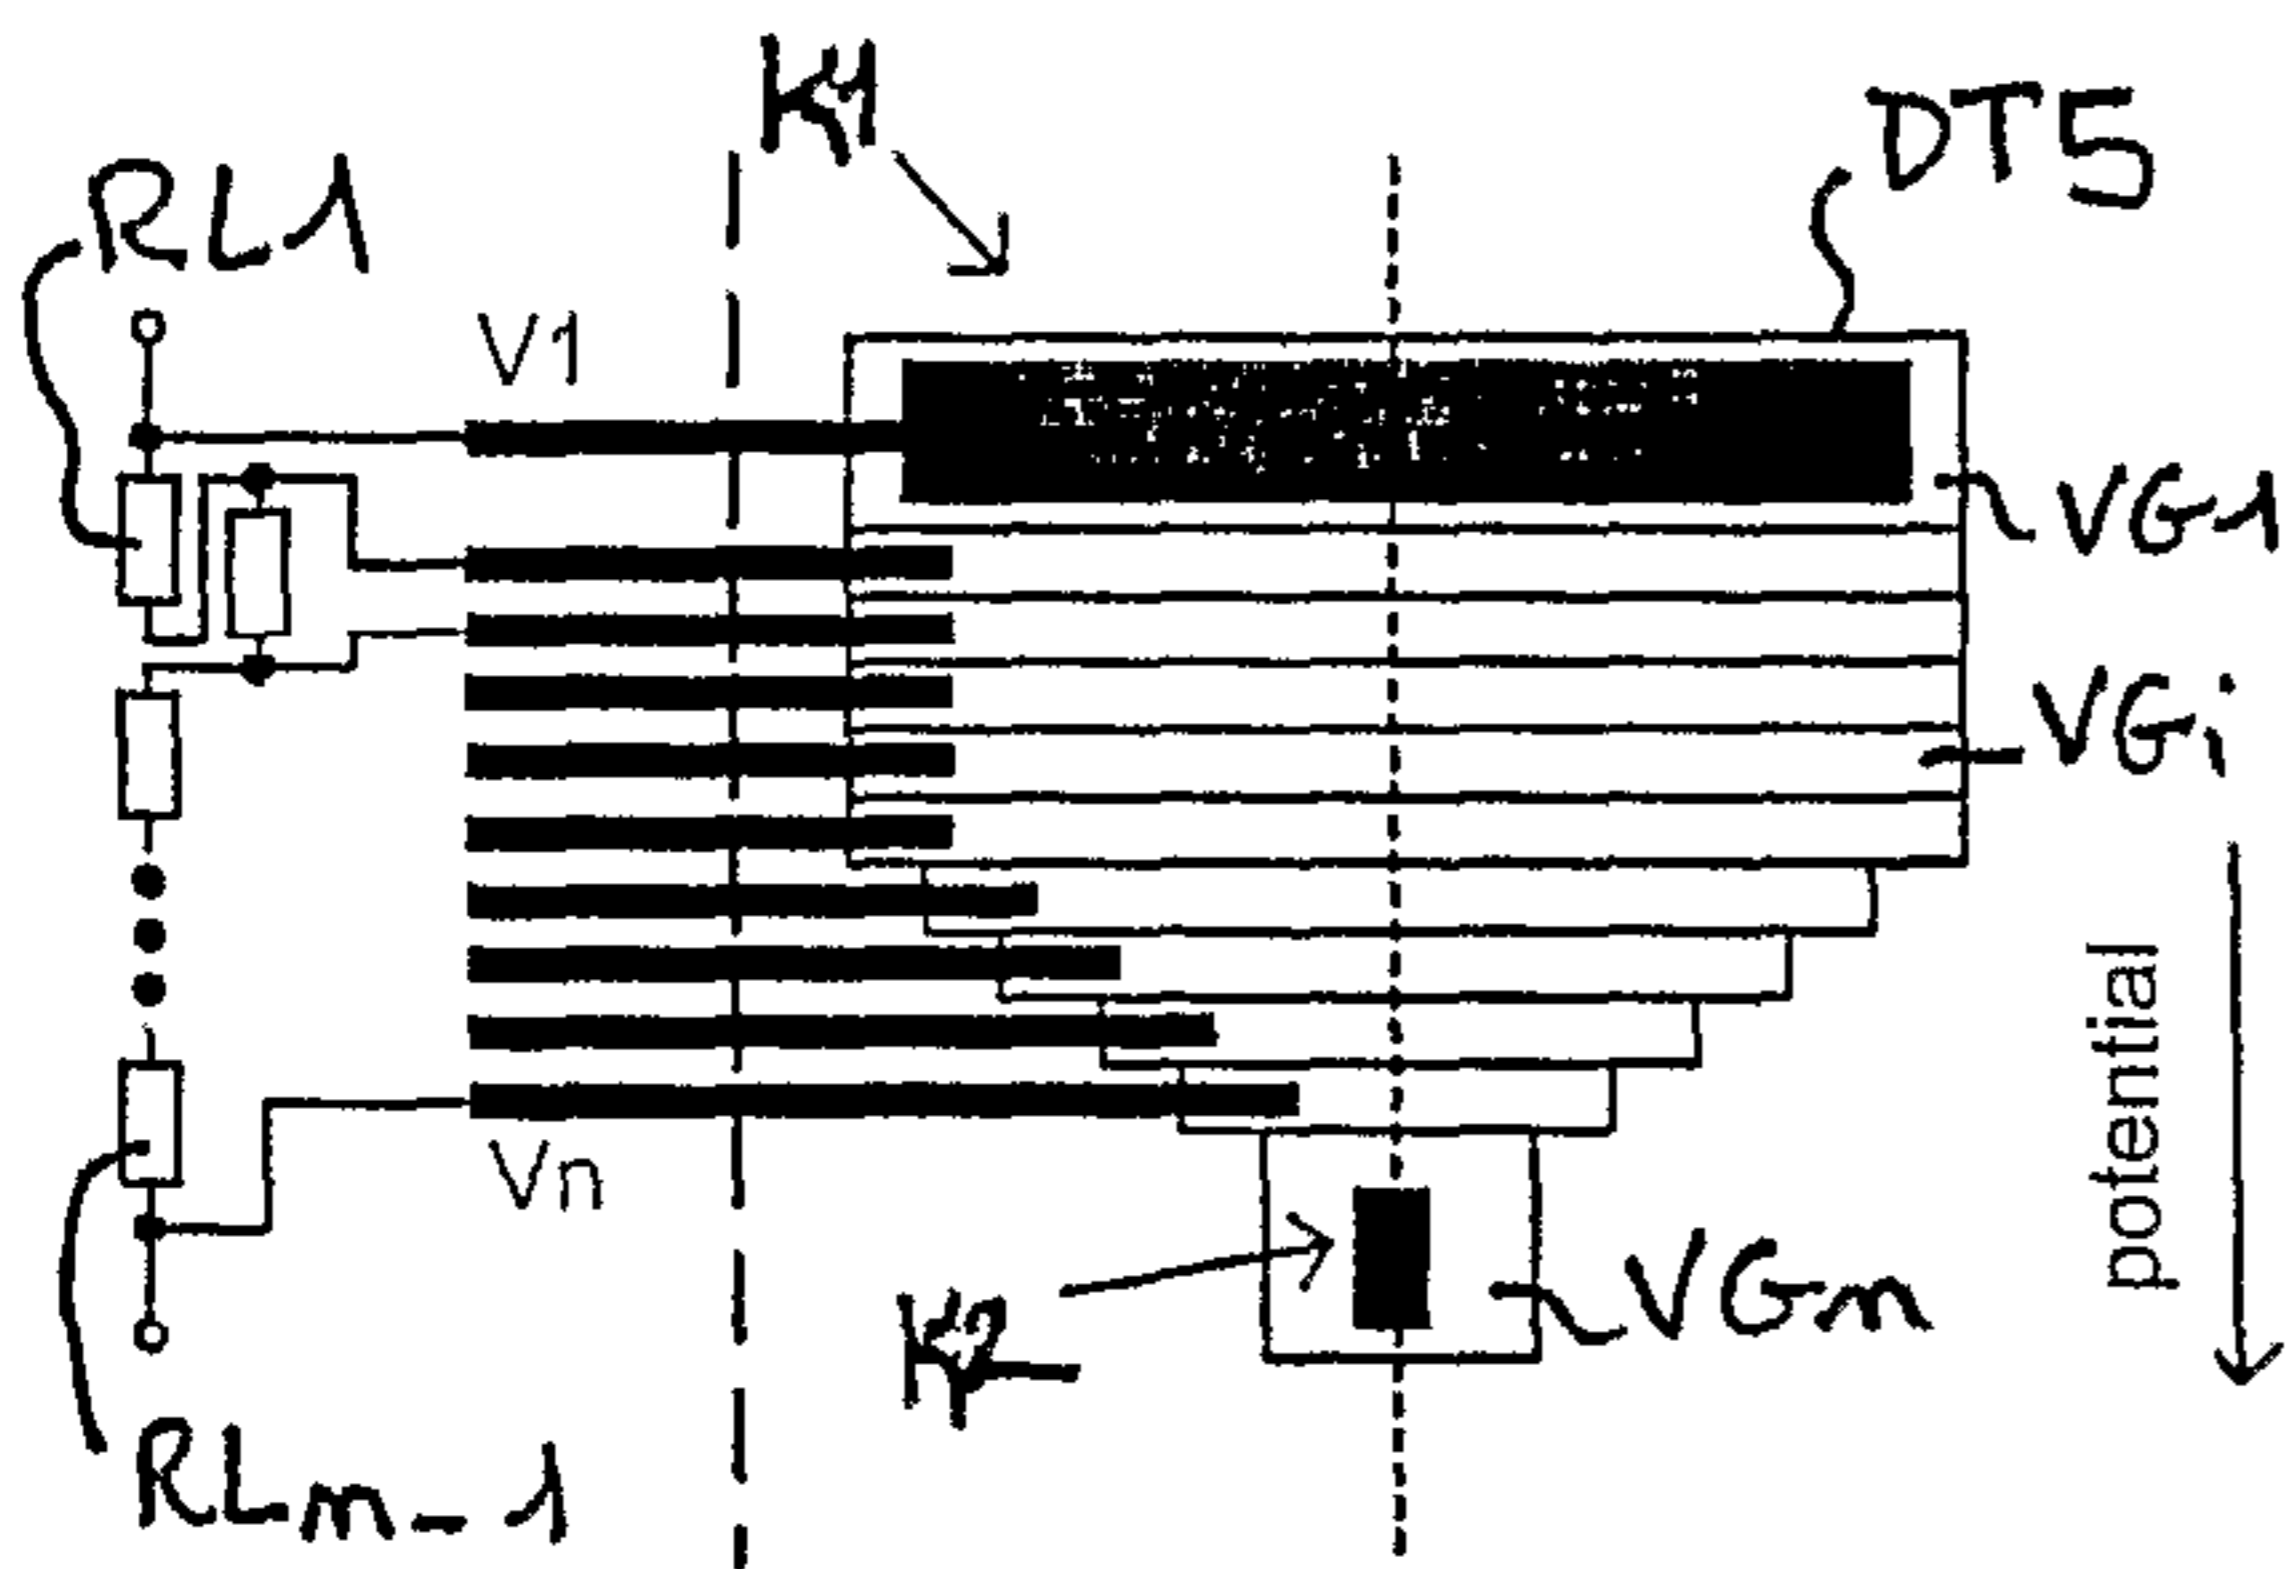 K1
DT5
RL1
V1
VG1
VGi
potential
Vn
K2
VGm
RLm-1